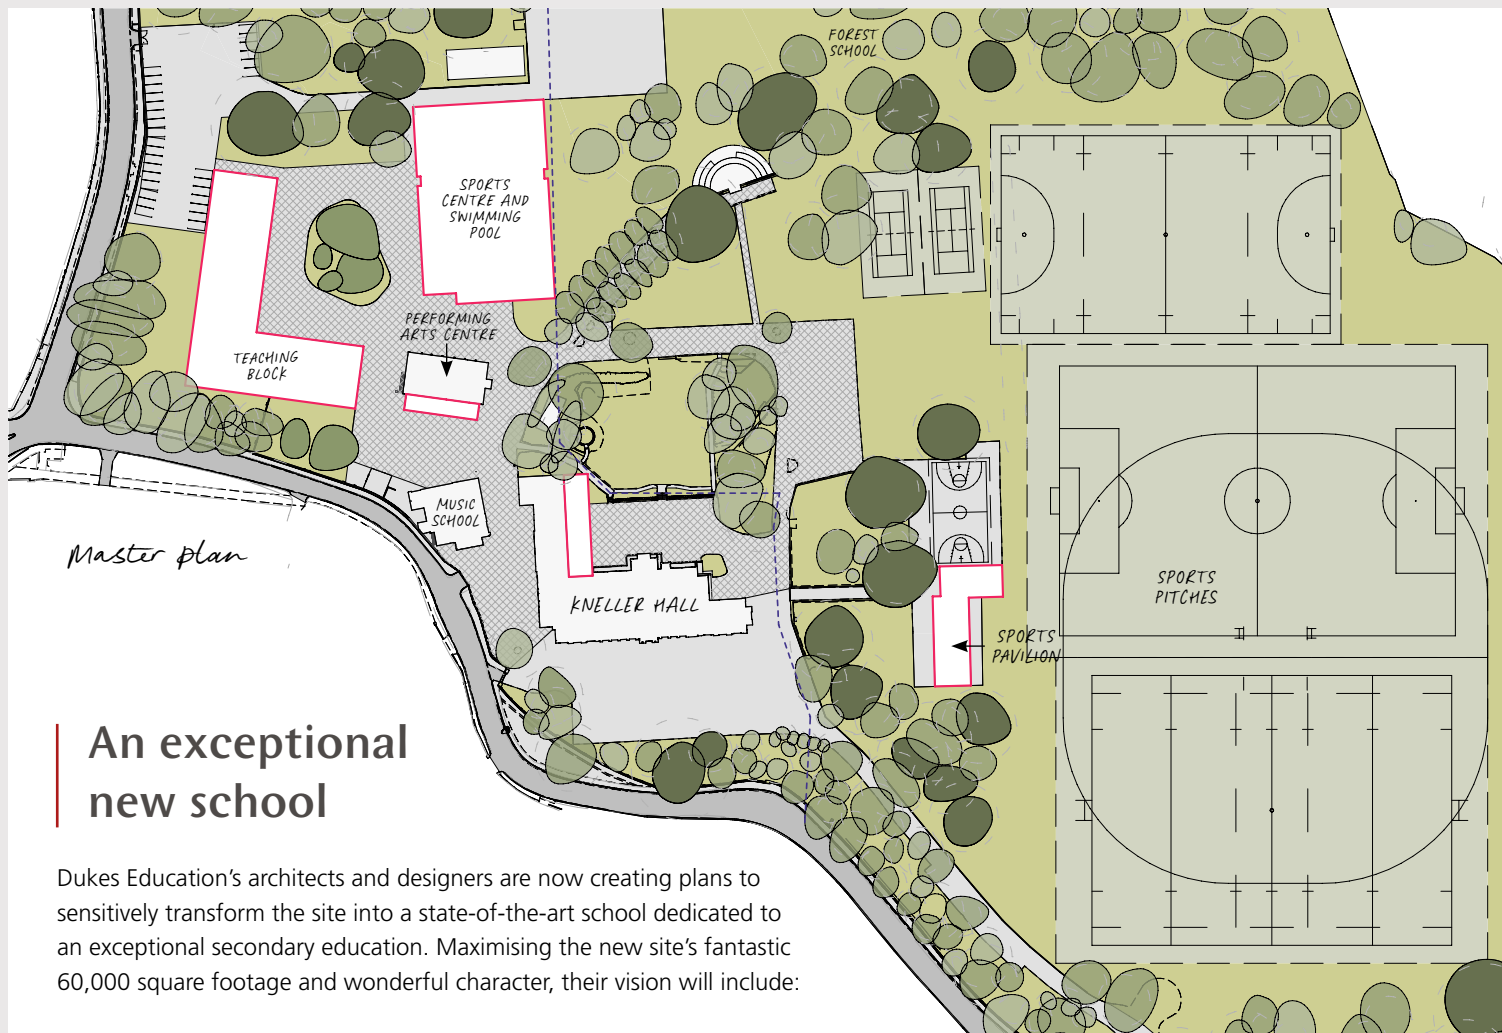 FOREST
SCHOOL
SPORTS
CENTRE AND
SWIMMING
POOL
PERFORMING
ARTS CENTRE
TEACHING
BLOCK
MUSIC
SCHOOL
Master plan
KNELLER HALL
SPORTS
PITCHES
SPORTS
PAVILION
An exceptional
new school
Dukes Education’s architects and designers are now creating plans to
sensitively transform the site into a state-of-the-art school dedicated to
an exceptional secondary education. Maximising the new site’s fantastic
60,000 square footage and wonderful character, their vision will include: